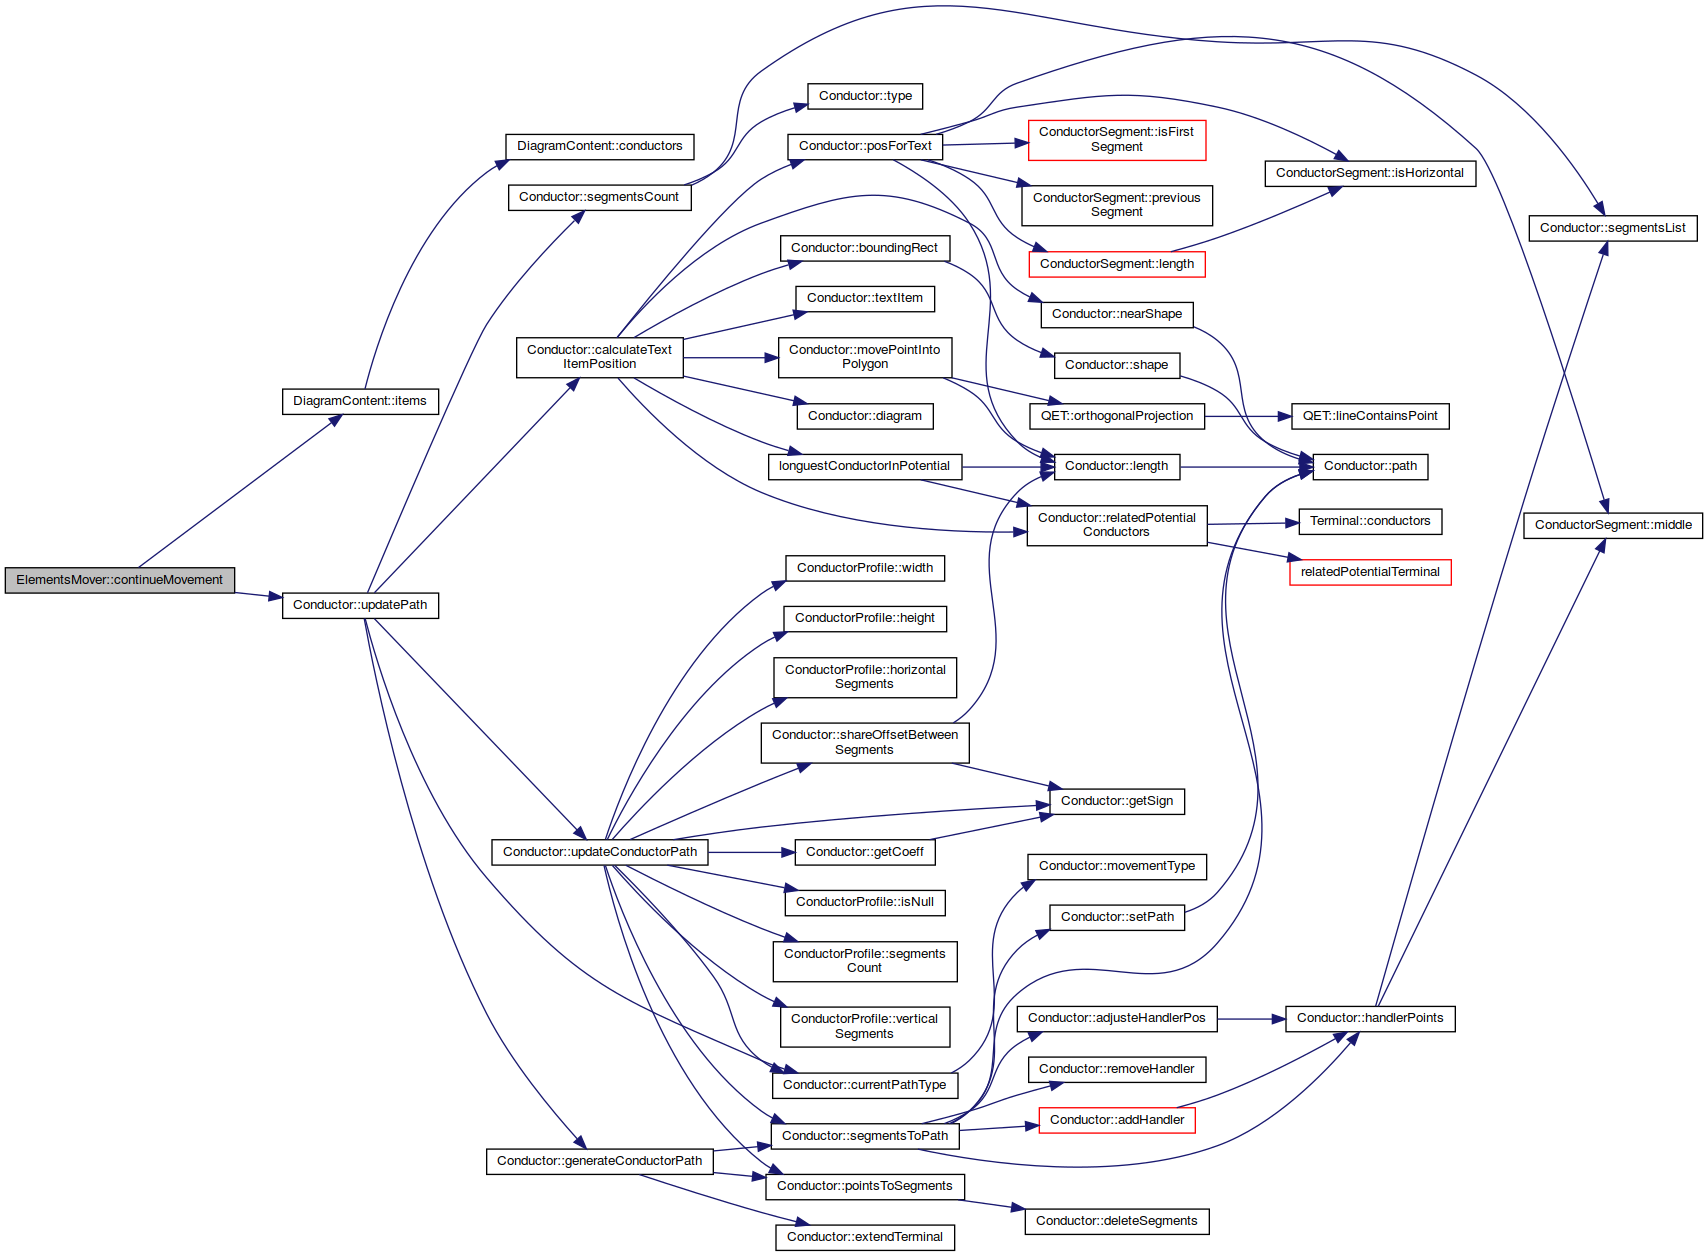 ElementsMover::continueMovement
DiagramContent::items
Conductor::updatePath
DiagramContent::conductors
Conductor::segmentsCount
Conductor::calculateText
ItemPosition
Conductor::updateConductorPath
Conductor::generateConductorPath
Conductor::type
Conductor::posForText
Conductor::boundingRect
Conductor::textItem
Conductor::movePointInto
Polygon
Conductor::diagram
longuestConductorInPotential
ConductorProfile::width
ConductorProfile::height
ConductorProfile::horizontal
Segments
Conductor::shareOffsetBetween
Segments
Conductor::getCoeff
ConductorProfile::isNull
ConductorProfile::segments
Count
ConductorProfile::vertical
Segments
Conductor::currentPathType
Conductor::segmentsToPath
Conductor::pointsToSegments
Conductor::extendTerminal
ConductorSegment::isFirst
Segment
ConductorSegment::previous
Segment
ConductorSegment::length
Conductor::nearShape
Conductor::shape
QET::orthogonalProjection
Conductor::length
Conductor::relatedPotential
Conductors
Conductor::getSign
Conductor::movementType
Conductor::setPath
Conductor::adjusteHandlerPos
Conductor::removeHandler
Conductor::addHandler
Conductor::deleteSegments
ConductorSegment::isHorizontal
QET::lineContainsPoint
Conductor::path
Terminal::conductors
relatedPotentialTerminal
Conductor::handlerPoints
Conductor::segmentsList
ConductorSegment::middle